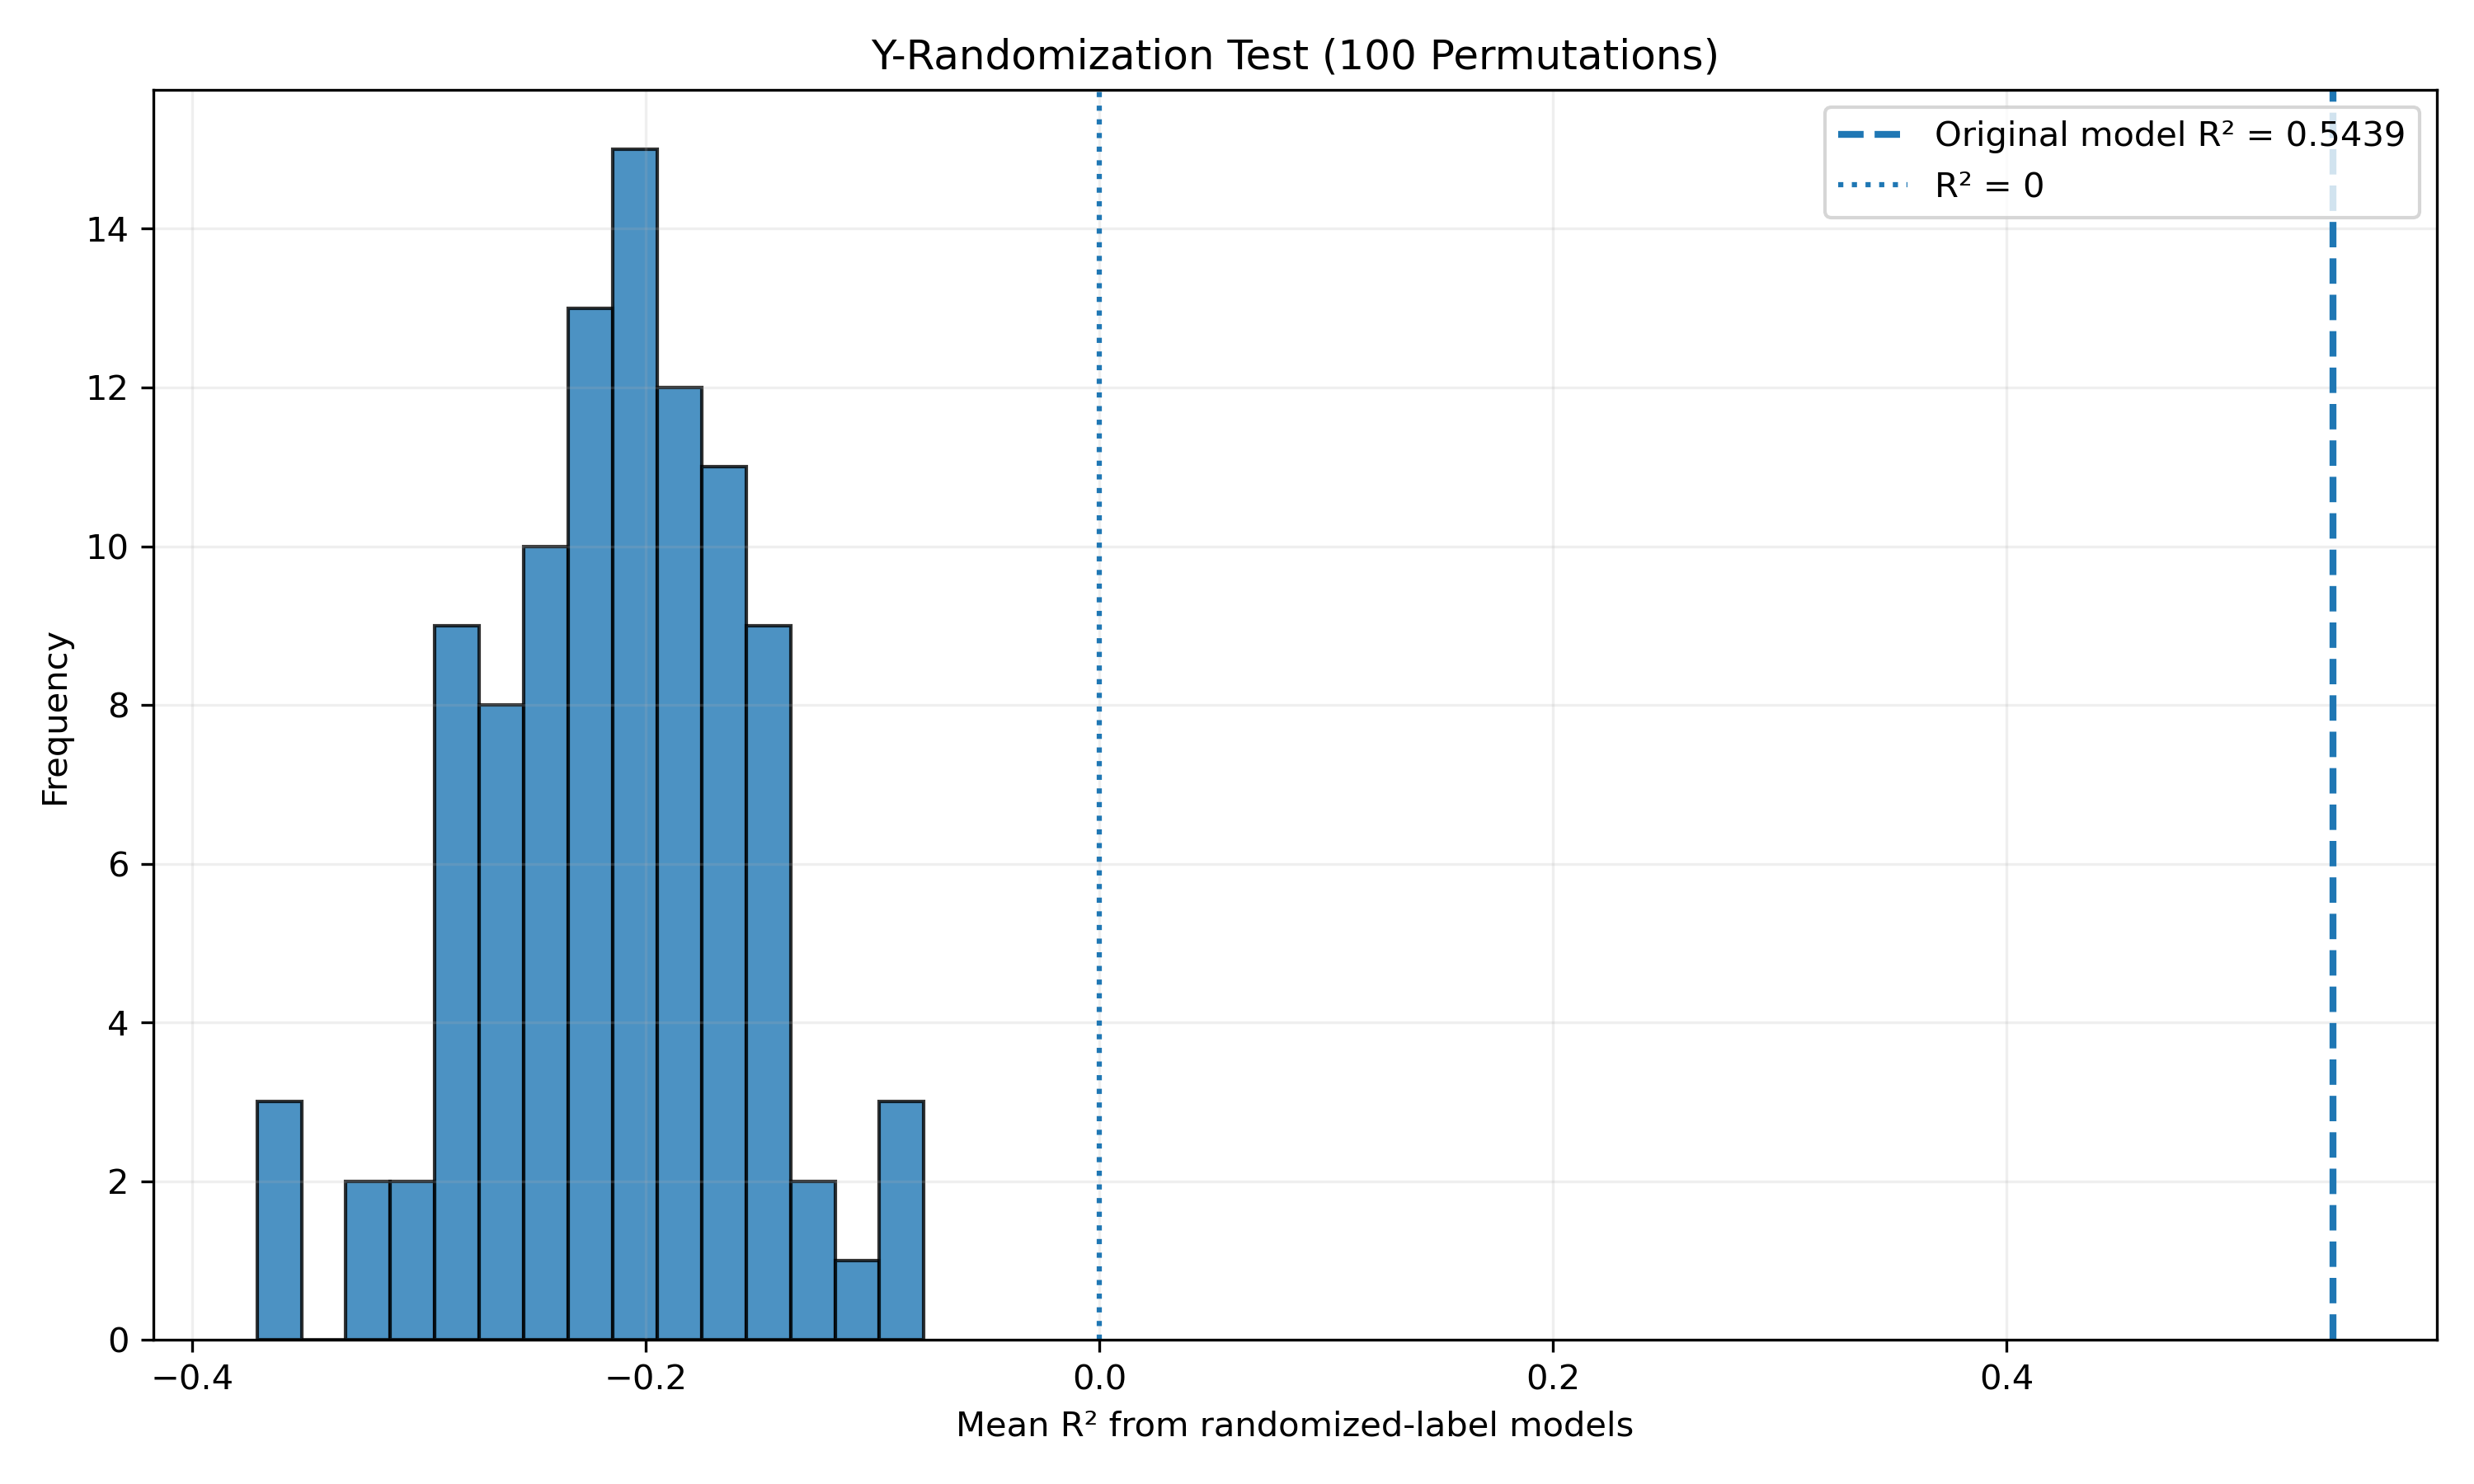 Y-Randomization Test (100 Permutations)
Original model R² = 0.5439
R² = 0
Frequency
14
12
10
8
6
4
2
0
−0.4
−0.2
0.0
0.2
0.4
Mean R² from randomized-label models